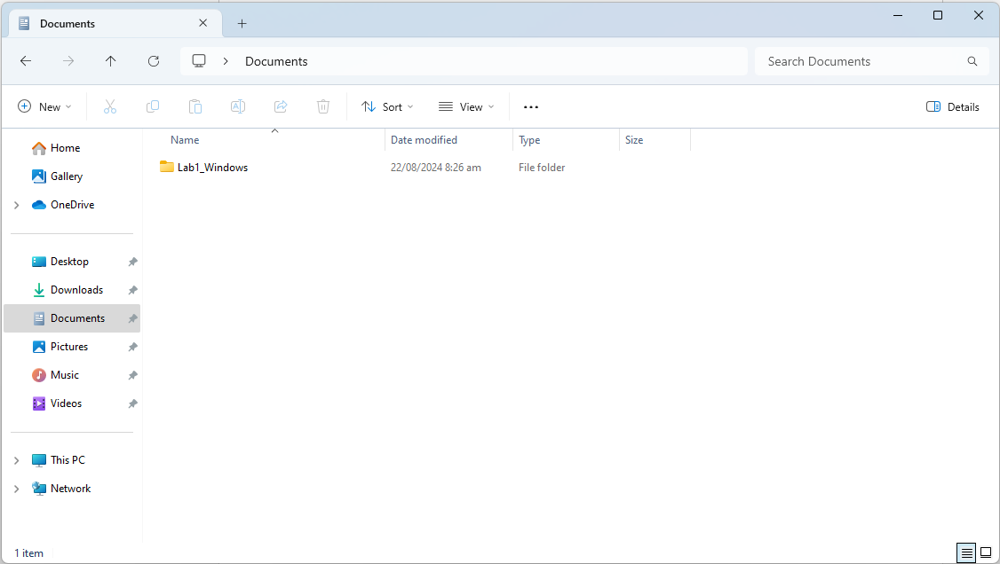 Documents
Documents
Search Documents
New
Sort
View
Details
Name Date modified Type Size
Lab1_Windows 22/08/2024 8:26 am File folder
Home
Gallery
OneDrive
Desktop
Downloads
Documents
Pictures
Music
Videos
This PC
Network
1 item